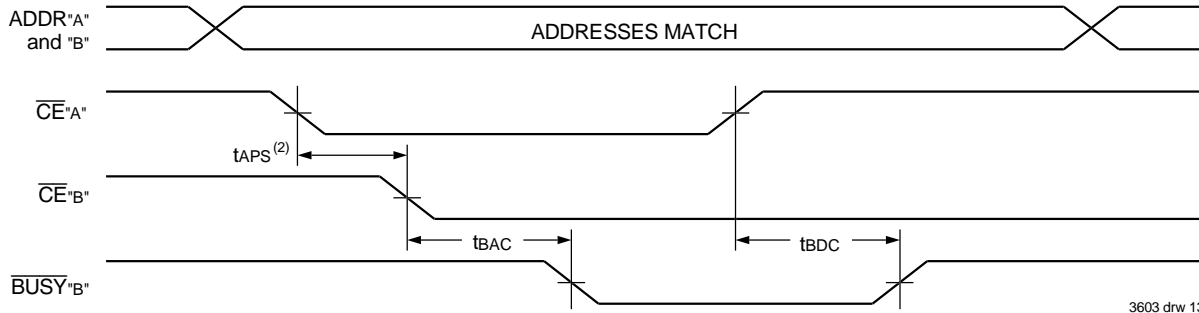 ADDR"A"
and "B"
ADDRESSES MATCH
CE"A"
tAPS(2)
CE"B"
tBAC
tBDC
BUSY"B"
3603 drw 13